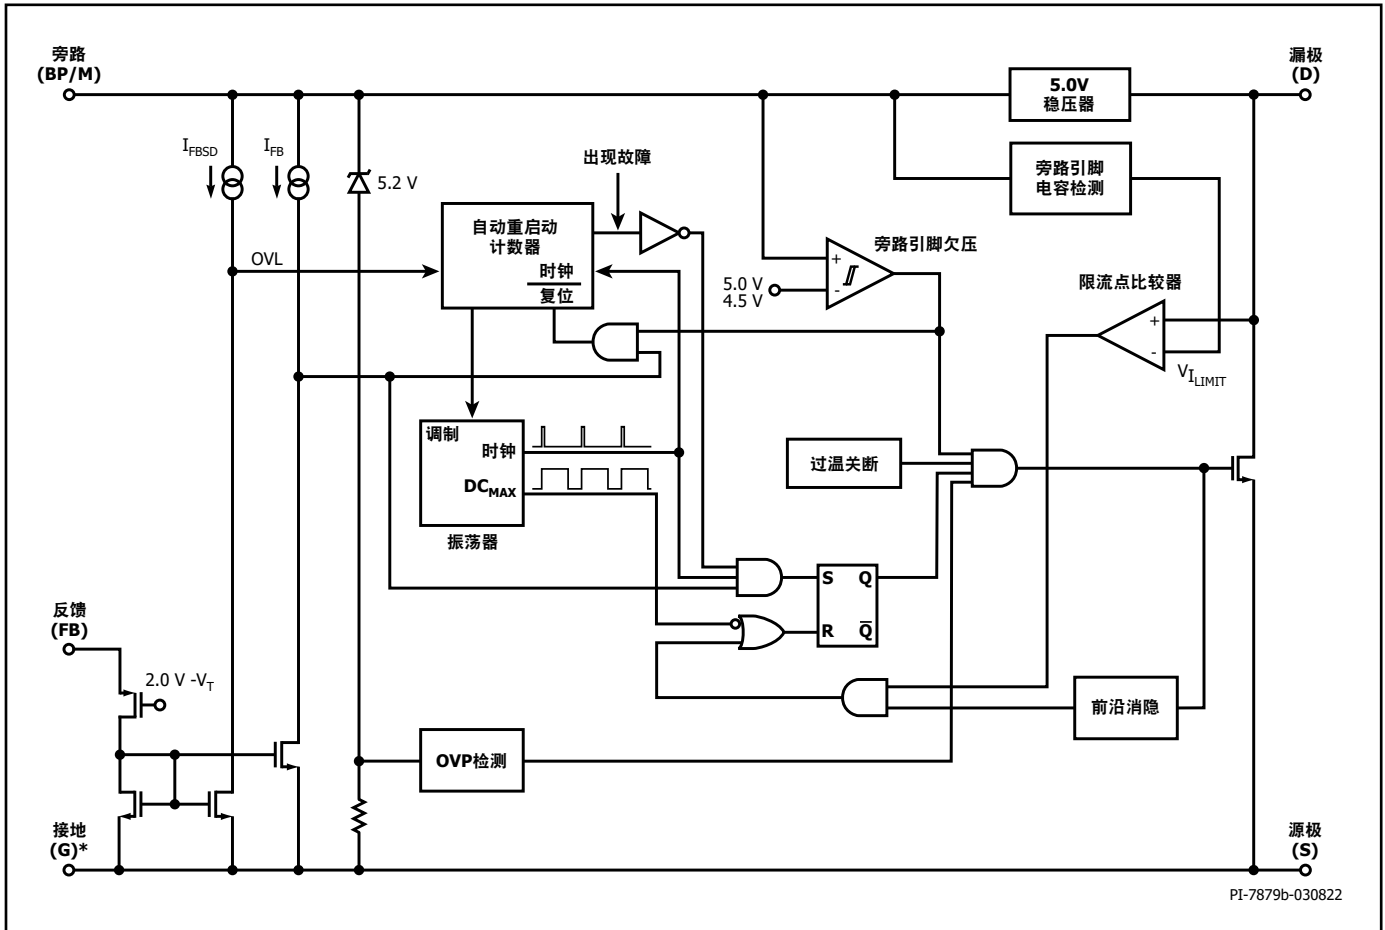 旁路
(BP/M)
漏极
(D)
5.0V
稳压器
I_FBSD
I_FB
5.2 V
出现故障
旁路引脚
电容检测
自动重启动
计数器
时钟
复位
OVL
旁路引脚欠压
+
-
5.0 V
4.5 V
限流点比较器
+
-
V_I_LIMIT
调制
时钟
DC_MAX
振荡器
过温关断
S Q
R Q̅
反馈
(FB)
2.0 V -V_T
前沿消隐
OVP检测
接地
(G)*
源极
(S)
PI-7879b-030822